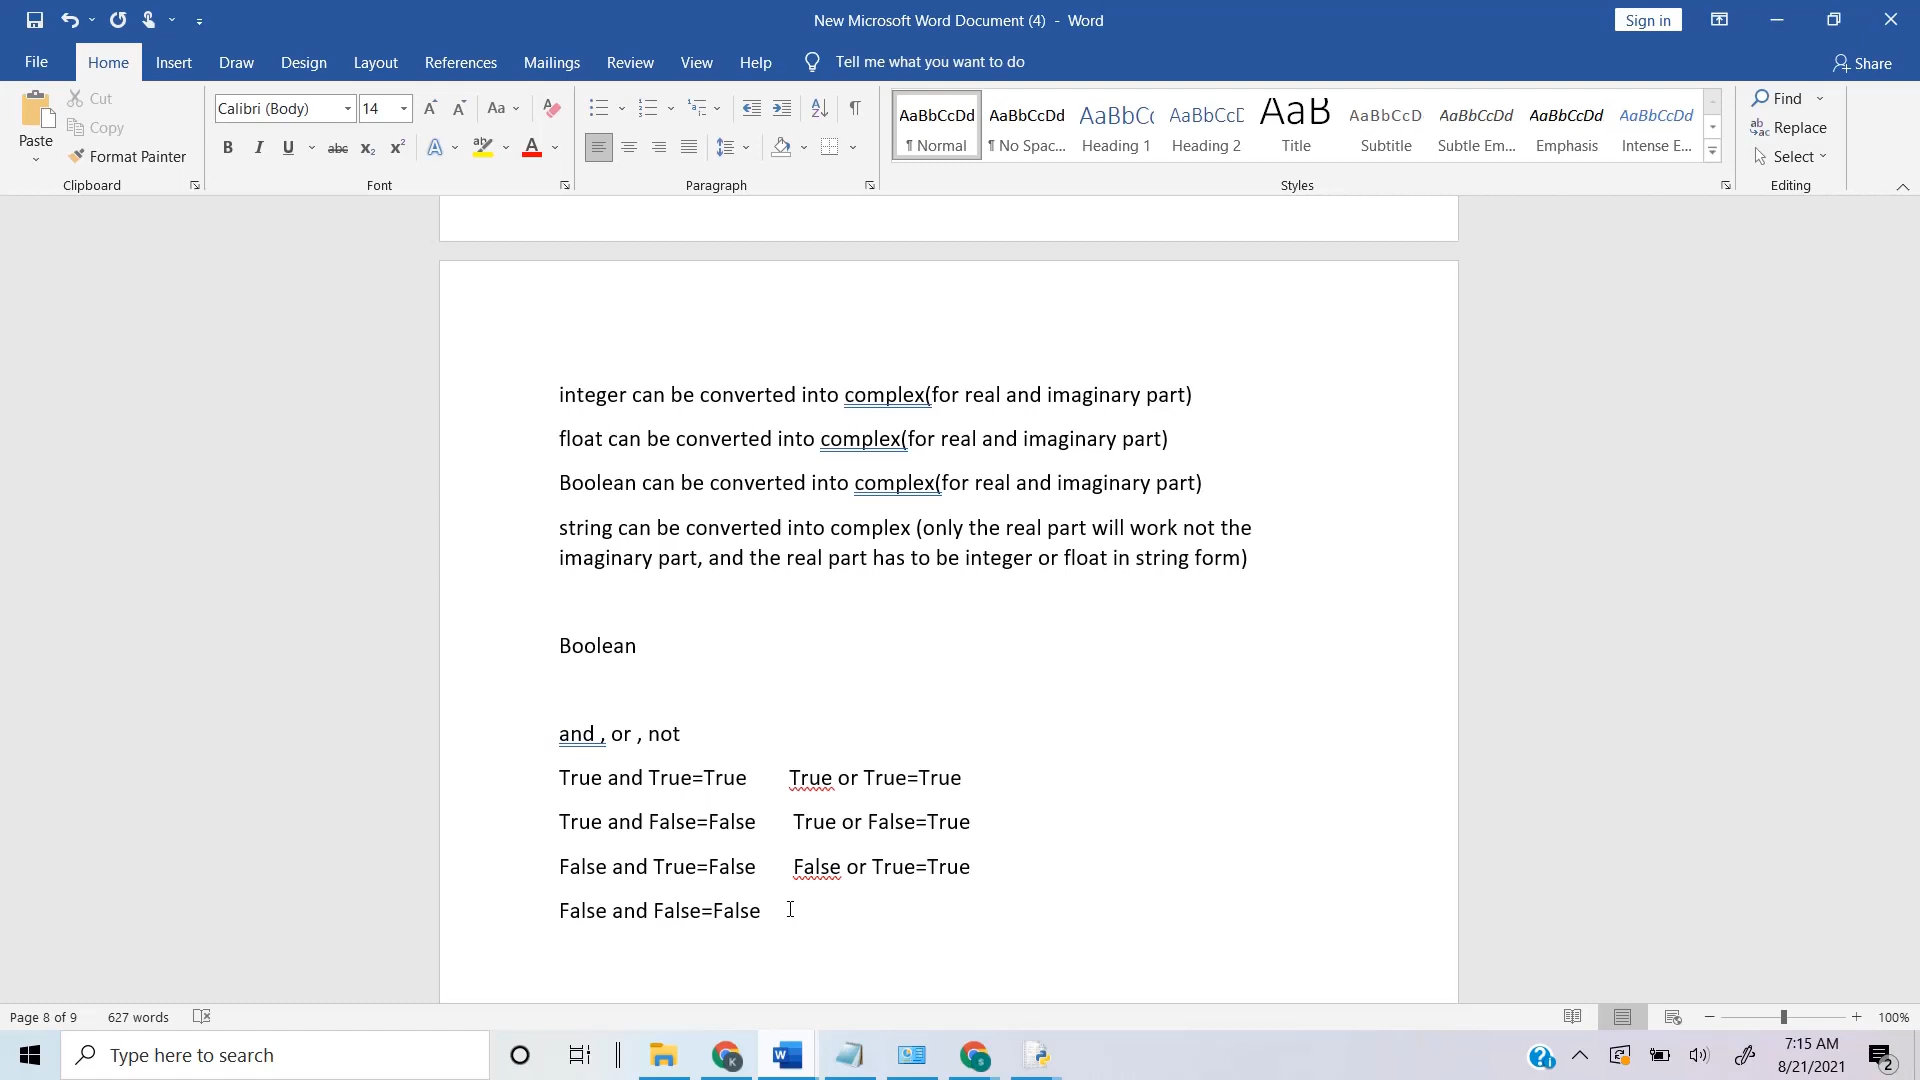 New Microsoft Word Document (4) - Word
Sign in
File Home Insert Draw Design Layout References Mailings Review View Help Tell me what you want to do Share
Paste
Cut
Copy
Format Painter
Clipboard
Calibri (Body) 14
Font
Paragraph
AaBbCcDd AaBbCcDd AaBbCc AaBbCcD AaB AaBbCcD AaBbCcDd AaBbCcDd AaBbCcDd
¶ Normal ¶ No Spac... Heading 1 Heading 2 Title Subtitle Subtle Em... Emphasis Intense E...
Styles
Find
Replace
Select
Editing
integer can be converted into complex(for real and imaginary part)
float can be converted into complex(for real and imaginary part)
Boolean can be converted into complex(for real and imaginary part)
string can be converted into complex (only the real part will work not the
imaginary part, and the real part has to be integer or float in string form)
Boolean
and , or , not
True and True=True True or True=True
True and False=False True or False=True
False and True=False False or True=True
False and False=False
Page 8 of 9 627 words 100%
Type here to search
7:15 AM
8/21/2021
2